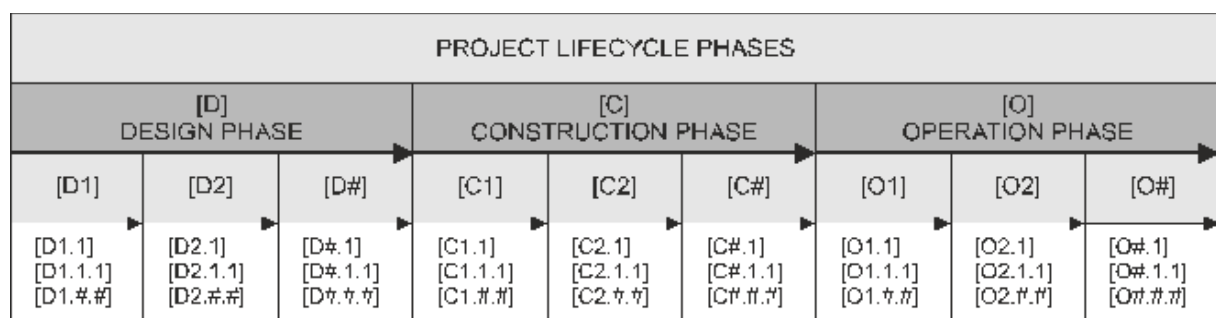 PROJECT LIFECYCLE PHASES
[D]
DESIGN PHASE
[C]
CONSTRUCTION PHASE
[O]
OPERATION PHASE
[D1] [D2] [D#] [C1] [C2] [C#] [O1] [O2] [O#]
[D1.1] [D2.1] [D#.1] [C1.1] [C2.1] [C#.1] [O1.1] [O2.1] [O#.1]
[D1.1.1] [D2.1.1] [D#.1.1] [C1.1.1] [C2.1.1] [C#.1.1] [O1.1.1] [O2.1.1] [O#.1.1]
[D1.#.#] [D2.#.#] [D#.#.#] [C1.#.#] [C2.#.#] [C#.#.#] [O1.#.#] [O2.#.#] [O#.#.#]